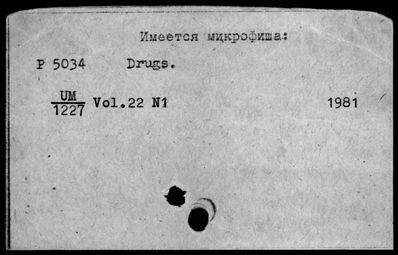 Имеется микрофиша:
P 5034 Drugs.
UM
1227 Vol.22 N1 1981